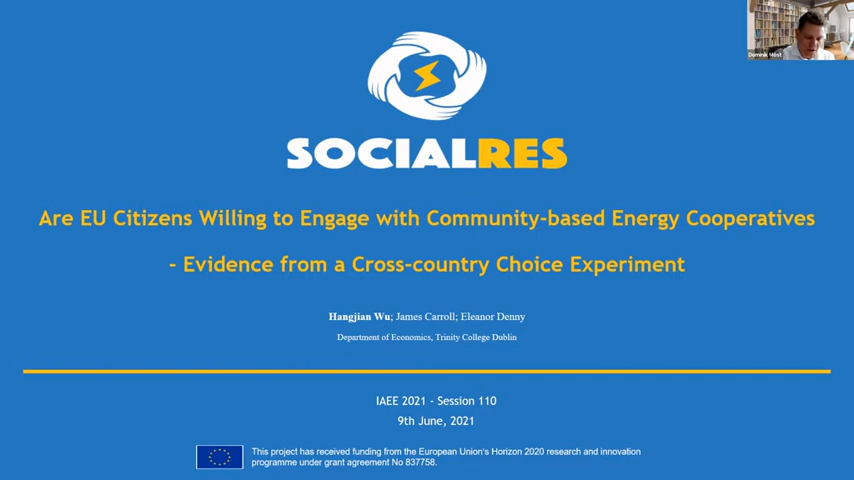 Dominik Möst
SOCIALRES
Are EU Citizens Willing to Engage with Community-based Energy Cooperatives
- Evidence from a Cross-country Choice Experiment
Hangjian Wu; James Carroll; Eleanor Denny
Department of Economics, Trinity College Dublin
IAEE 2021 - Session 110
9th June, 2021
This project has received funding from the European Union's Horizon 2020 research and innovation
programme under grant agreement No 837758.